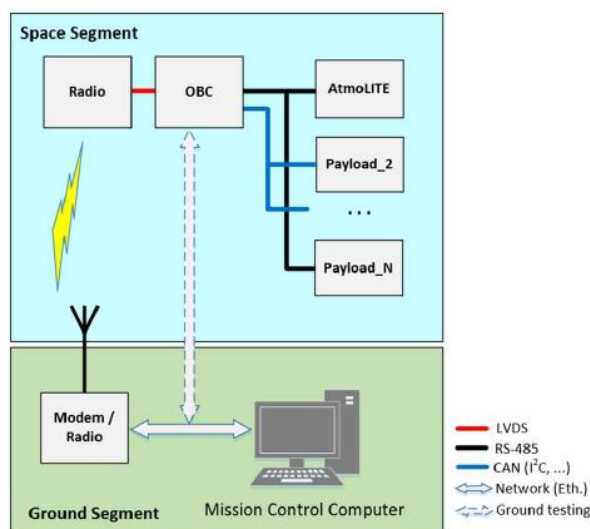 Space Segment
Radio
OBC
AtmoLITE
Payload_2
...
Payload_N
Modem /
Radio
Mission Control Computer
Ground Segment
LVDS
RS-485
CAN (I²C, ...)
Network (Eth.)
Ground testing